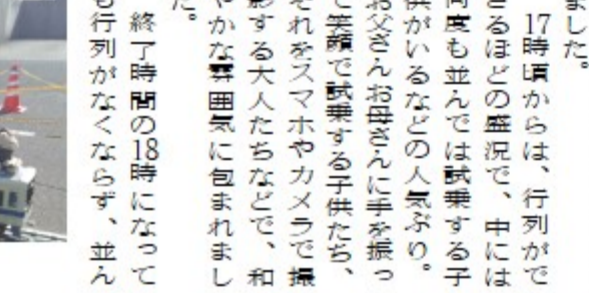 ました。
17時頃からは、行列がで
きるほどの盛況で、中には
何度も並んでは試乗する子
供がいるなどの人気ぶり。
お父さんお母さんに手を振っ
て笑顔で試乗する子供たち、
それをスマホやカメラで撮
影する大人たちなどで、和
やかな雰囲気に包まれまし
た。
終了時間の18時になって
も行列がなくならず、並ん